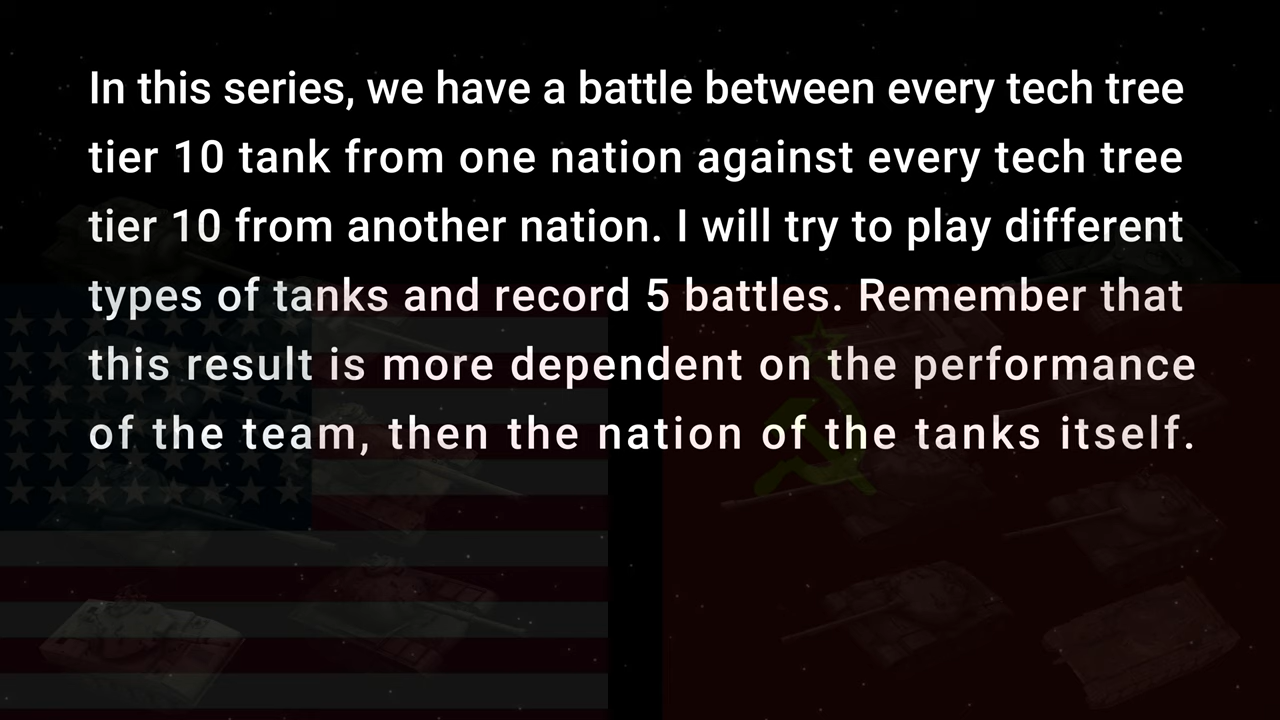 In this series, we have a battle between every tech tree
tier 10 tank from one nation against every tech tree
tier 10 from another nation. I will try to play different
types of tanks and record 5 battles. Remember that
this result is more dependent on the performance
of the team, then the nation of the tanks itself.